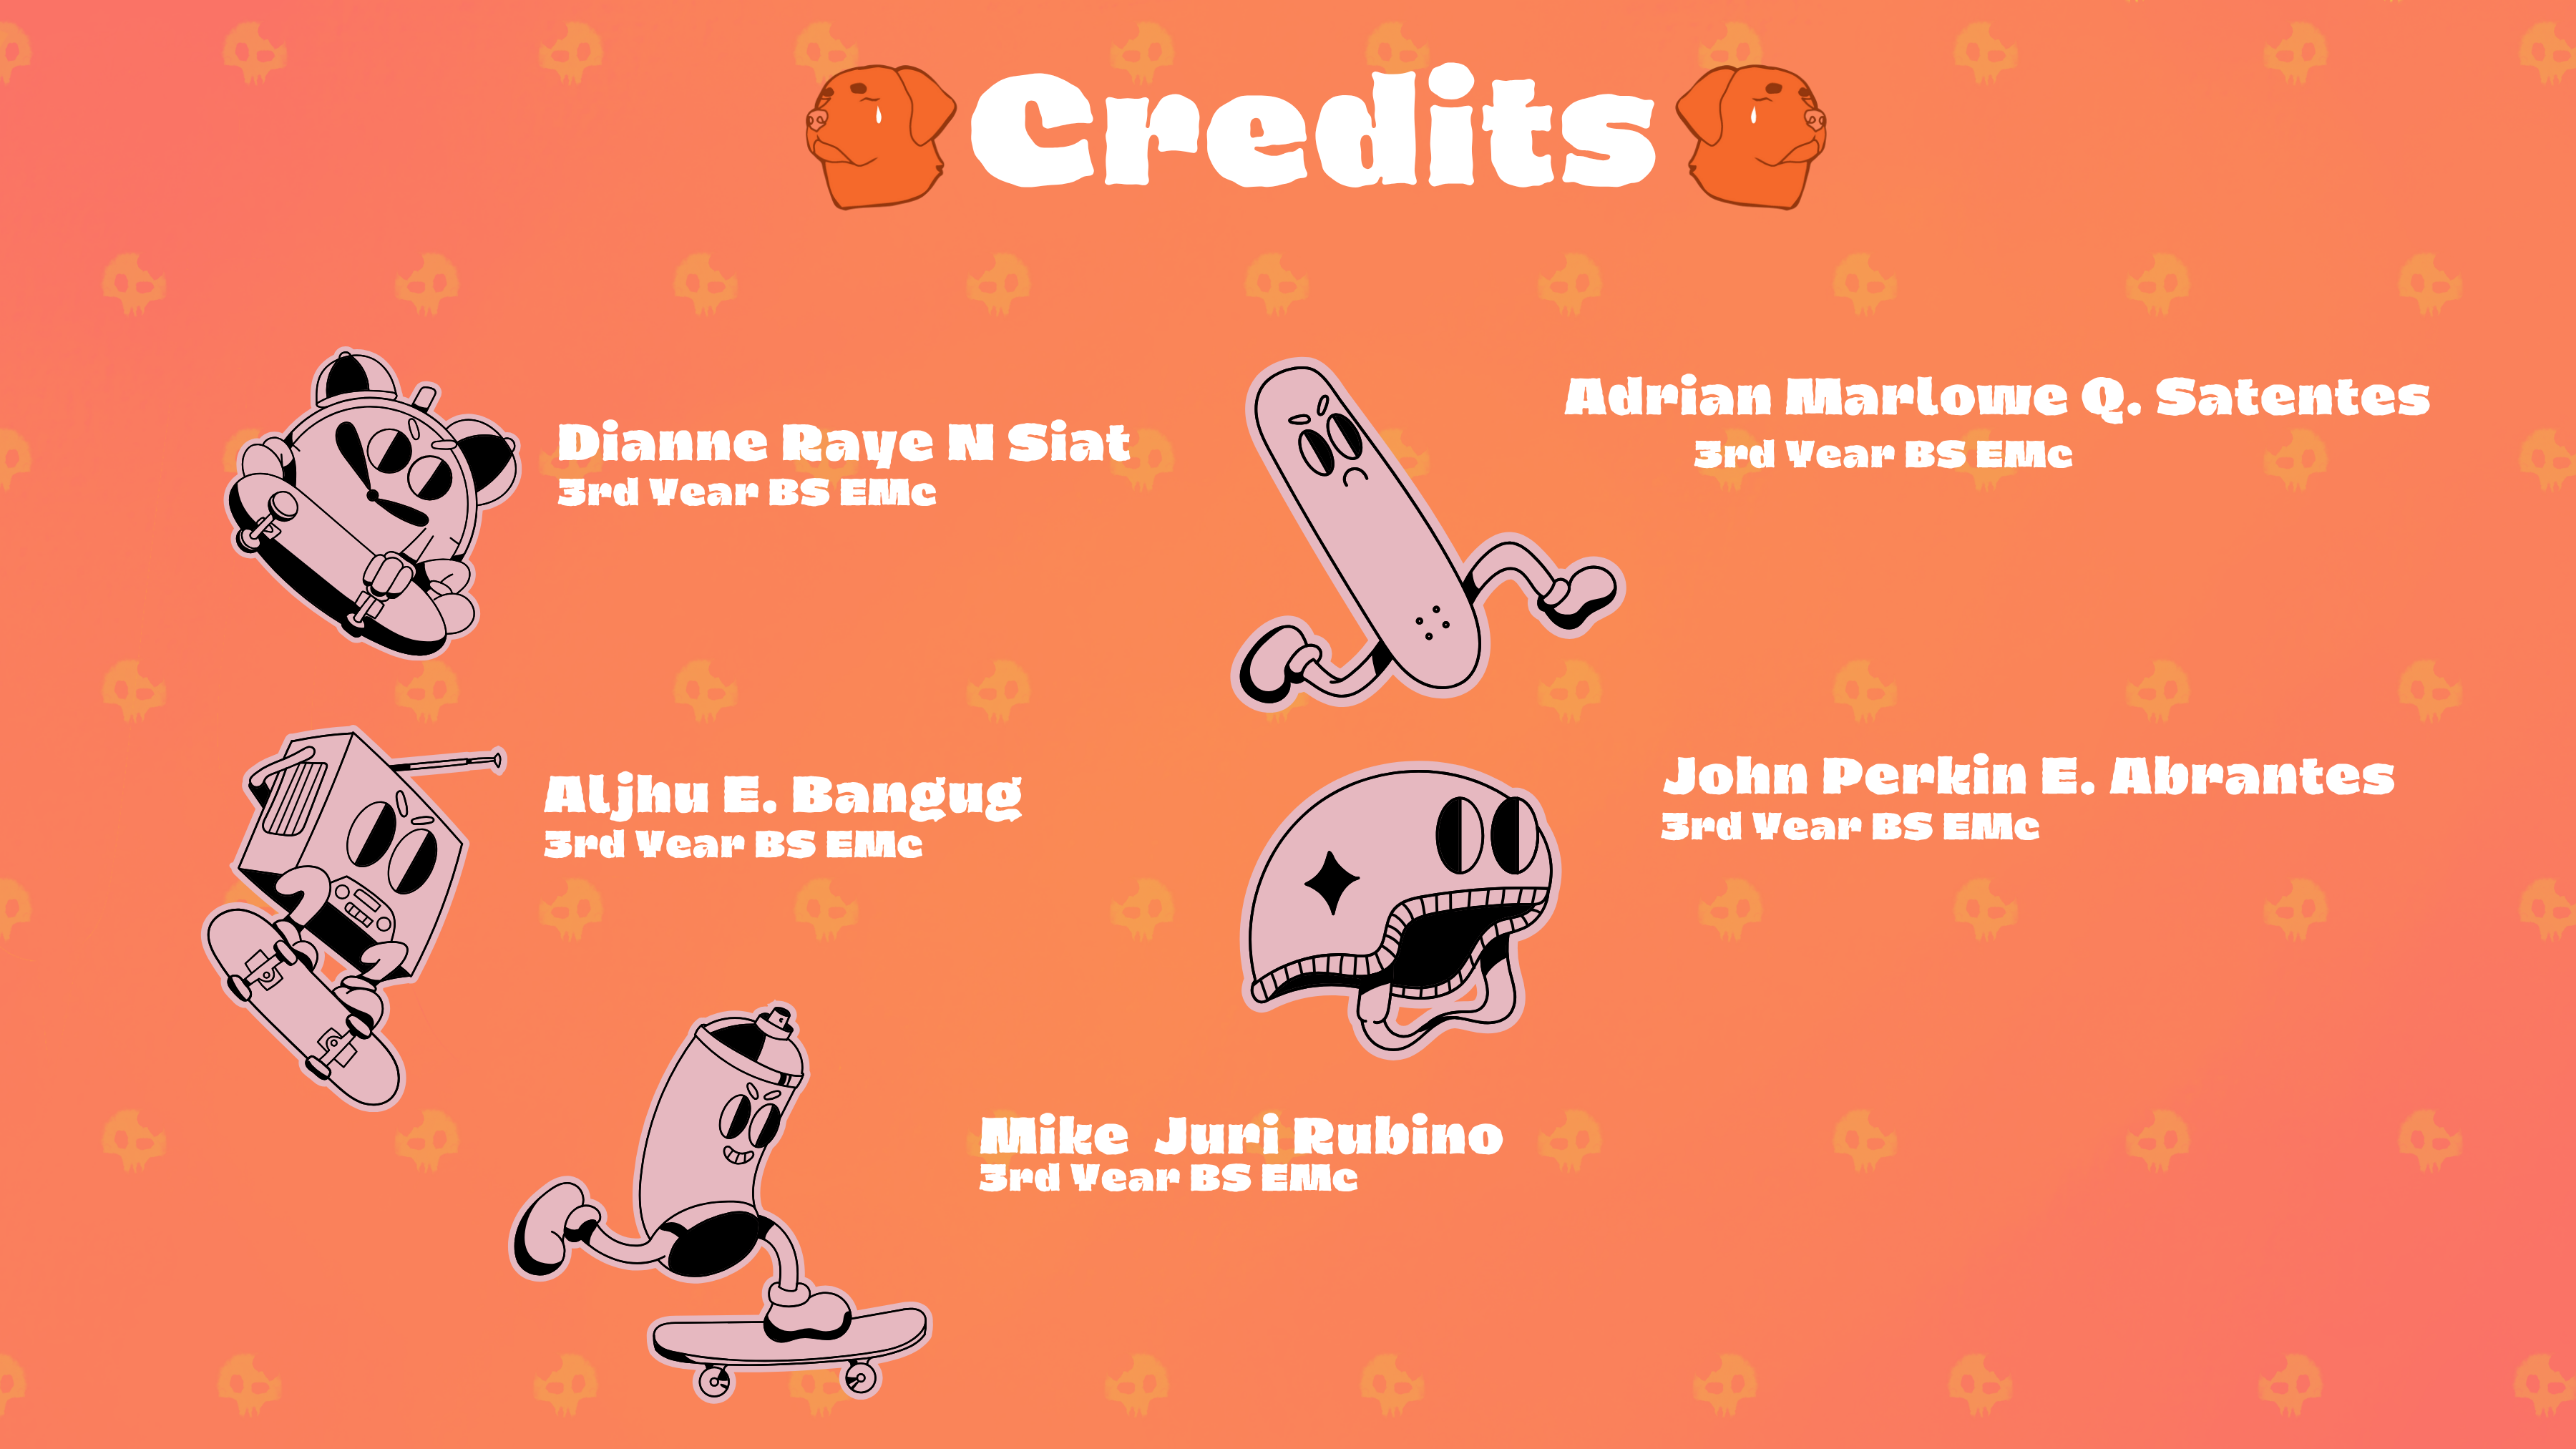 Credits
Dianne Raye N Siat
3rd Year BS EMc
Adrian Marlowe Q. Satentes
3rd Year BS EMc
Aljhu E. Bangug
3rd Year BS EMc
John Perkin E. Abrantes
3rd Year BS EMc
Mike  Juri Rubino
3rd Year BS EMc